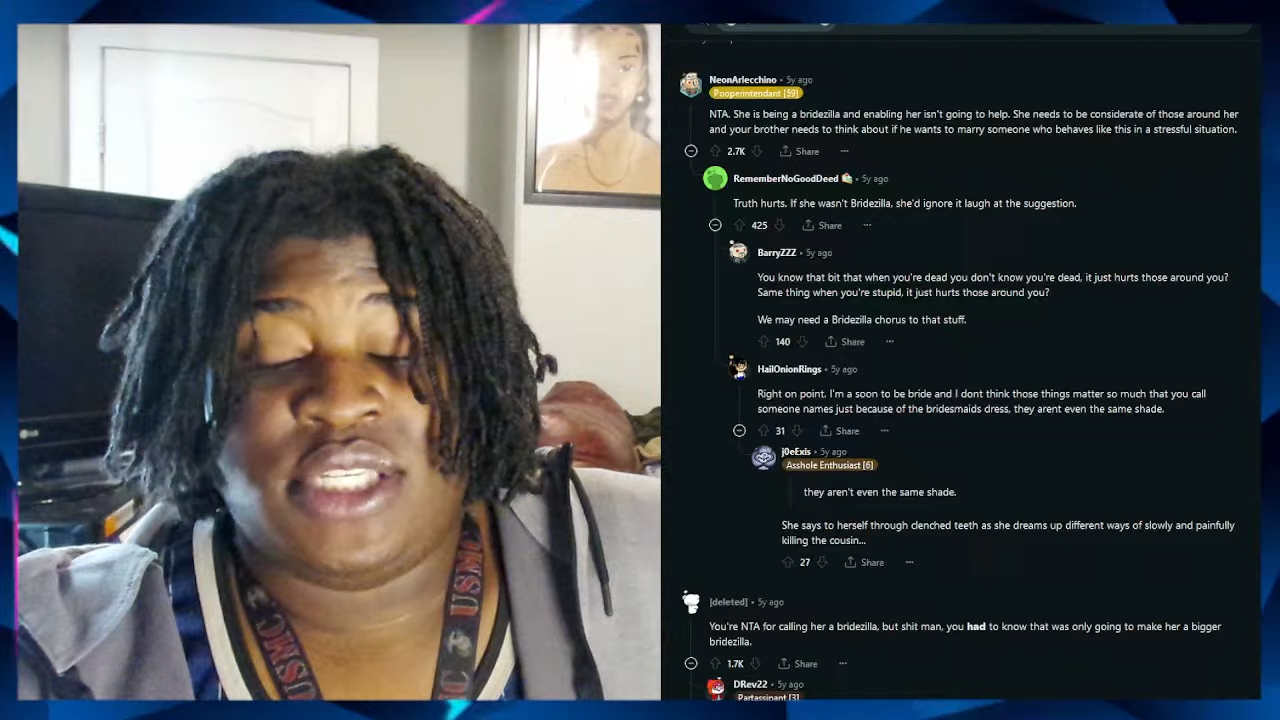 NeonArlecchino • 5y ago
Pooperintendant [59]
NTA. She is being a bridezilla and enabling her isn't going to help. She needs to be considerate of those around her
and your brother needs to think about if he wants to marry someone who behaves like this in a stressful situation.
2.7K Share
RememberNoGoodDeed • 5y ago
Truth hurts. If she wasn't Bridezilla, she'd ignore it laugh at the suggestion.
425 Share
BarryZZZ • 5y ago
You know that bit that when you're dead you don't know you're dead, it just hurts those around you?
Same thing when you're stupid, it just hurts those around you?
We may need a Bridezilla chorus to that stuff.
140 Share
HailOnionRings • 5y ago
Right on point. I'm a soon to be bride and I dont think those things matter so much that you call
someone names just because of the bridesmaids dress, they arent even the same shade.
31 Share
j0eExis • 5y ago
Asshole Enthusiast [6]
they aren't even the same shade.
She says to herself through clenched teeth as she dreams up different ways of slowly and painfully
killing the cousin...
27 Share
[deleted] • 5y ago
You're NTA for calling her a bridezilla, but shit man, you had to know that was only going to make her a bigger
bridezilla.
1.7K Share
DRev22 • 5y ago
Partassipant [3]
USMC
USMC